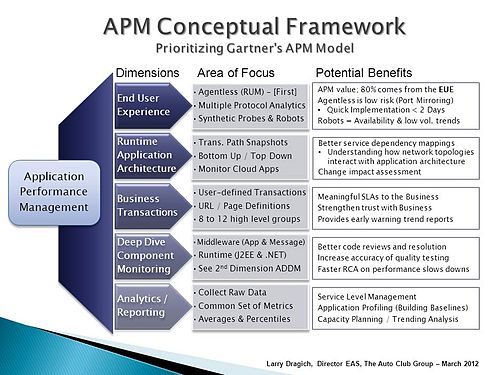 APM Conceptual Framework
Prioritizing Gartner's APM Model
Dimensions
Area of Focus
Potential Benefits
Application
Performance
Management
End User
Experience
• Agentless (RUM) – [First]
• Multiple Protocol Analytics
• Synthetic Probes & Robots
APM value; 80% comes from the EUE
Agentless is low risk (Port Mirroring)
• Quick Implementation < 2 Days
Robots = Availability & low vol. trends
Runtime
Application
Architecture
• Trans. Path Snapshots
• Bottom Up / Top Down
• Monitor Cloud Apps
Better service dependency mappings
• Understanding how network topologies
interact with application architecture
Change impact assessment
Business
Transactions
• User-defined Transactions
• URL / Page Definitions
• 8 to 12 high level groups
Meaningful SLAs to the Business
Strengthen trust with Business
Provides early warning trend reports
Deep Dive
Component
Monitoring
• Middleware (App & Message)
• Runtime (J2EE & .NET)
• See 2nd Dimension ADDM
Better code reviews and resolution
Increase accuracy of quality testing
Faster RCA on performance slows downs
Analytics /
Reporting
• Collect Raw Data
• Common Set of Metrics
• Averages & Percentiles
Service Level Management
Application Profiling (Building Baselines)
Capacity Planning / Trending Analysis
Larry Dragich, Director EAS, The Auto Club Group – March 2012